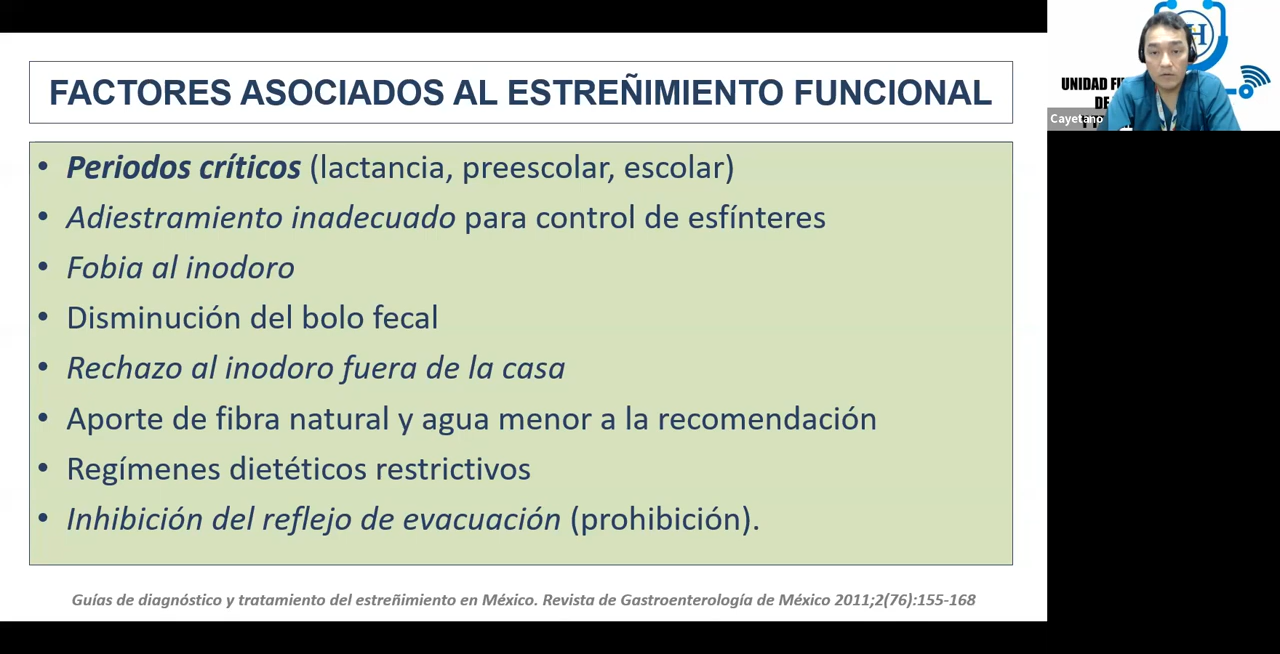 FACTORES ASOCIADOS AL ESTREÑIMIENTO FUNCIONAL
• Periodos críticos (lactancia, preescolar, escolar)
• Adiestramiento inadecuado para control de esfínteres
• Fobia al inodoro
• Disminución del bolo fecal
• Rechazo al inodoro fuera de la casa
• Aporte de fibra natural y agua menor a la recomendación
• Regímenes dietéticos restrictivos
• Inhibición del reflejo de evacuación (prohibición).
Guías de diagnóstico y tratamiento del estreñimiento en México. Revista de Gastroenterología de México 2011;2(76):155-168
H
UNIDAD
DE
Cayetano